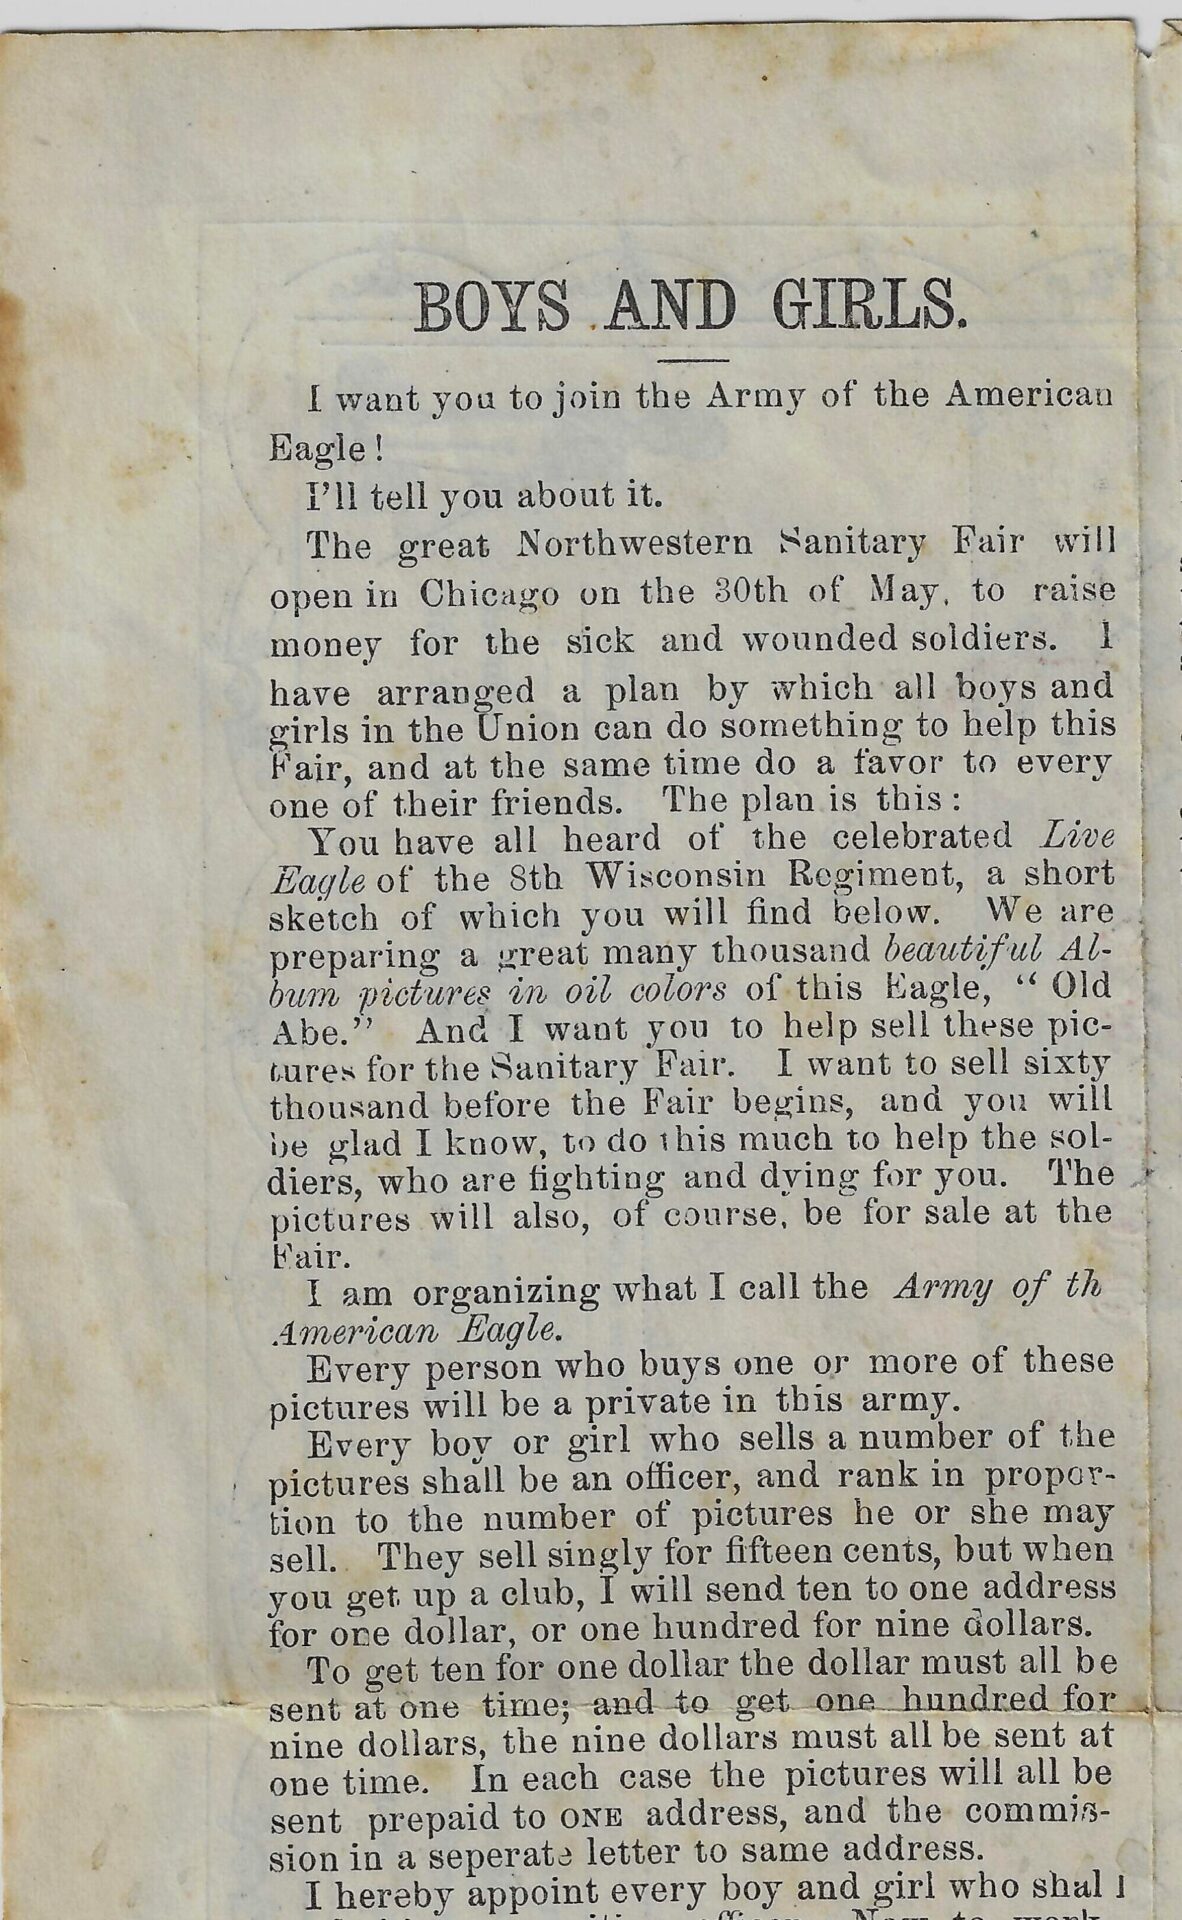 BOYS AND GIRLS.
I want you to join the Army of the American
Eagle!
I'll tell you about it.
The great Northwestern Sanitary Fair will
open in Chicago on the 30th of May, to raise
money for the sick and wounded soldiers. I
have arranged a plan by which all boys and
girls in the Union can do something to help this
Fair, and at the same time do a favor to every
one of their friends. The plan is this:
You have all heard of the celebrated Live
Eagle of the 8th Wisconsin Regiment, a short
sketch of which you will find below. We are
preparing a great many thousand beautiful Al-
bum pictures in oil colors of this Eagle, "Old
Abe." And I want you to help sell these pic-
tures for the Sanitary Fair. I want to sell sixty
thousand before the Fair begins, and you will
be glad I know, to do this much to help the sol-
diers, who are fighting and dying for you. The
pictures will also, of course, be for sale at the
Fair.
I am organizing what I call the Army of th
American Eagle.
Every person who buys one or more of these
pictures will be a private in this army.
Every boy or girl who sells a number of the
pictures shall be an officer, and rank in propor-
tion to the number of pictures he or she may
sell. They sell singly for fifteen cents, but when
you get up a club, I will send ten to one address
for one dollar, or one hundred for nine dollars.
To get ten for one dollar the dollar must all be
sent at one time; and to get one hundred for
nine dollars, the nine dollars must all be sent at
one time. In each case the pictures will all be
sent prepaid to ONE address, and the commis-
sion in a seperate letter to same address.
I hereby appoint every boy and girl who shall